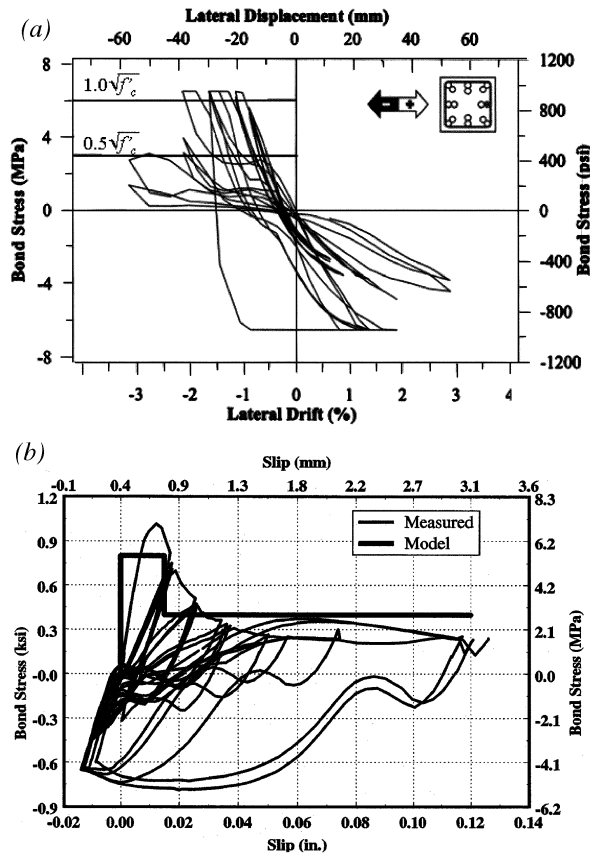 (a)
Lateral Displacement (mm)
-60 -40 -20 0 20 40 60
8 4 0 -4 -8
Bond Stress (MPa)
1.0√f'c
0.5√f'c
+
1200 800 400 0 -400 -800 -1200
Bond Stress (psi)
-3 -2 -1 0 1 2 3 4
Lateral Drift (%)
(b)
Slip (mm)
-0.1 0.4 0.9 1.3 1.8 2.2 2.7 3.1 3.6
1.2 0.9 0.6 0.3 -0.0 -0.3 -0.6 -0.9
Bond Stress (ksi)
Measured
Model
8.3 6.2 5.2 2.1 0.0 -2.1 -4.1 -6.2
Bond Stress (MPa)
-0.02 0.00 0.02 0.04 0.06 0.08 0.10 0.12 0.14
Slip (in.)